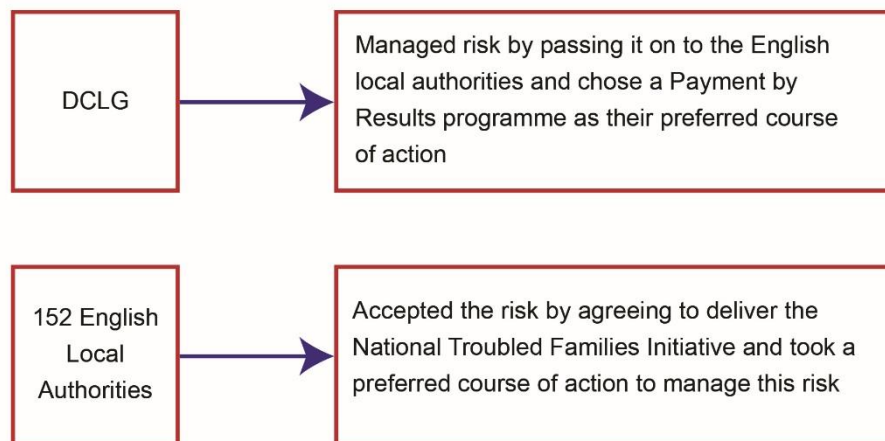 DCLG
Managed risk by passing it on to the English
local authorities and chose a Payment by
Results programme as their preferred course
of action
152 English
Local
Authorities
Accepted the risk by agreeing to deliver the
National Troubled Families Initiative and took a
preferred course of action to manage this risk